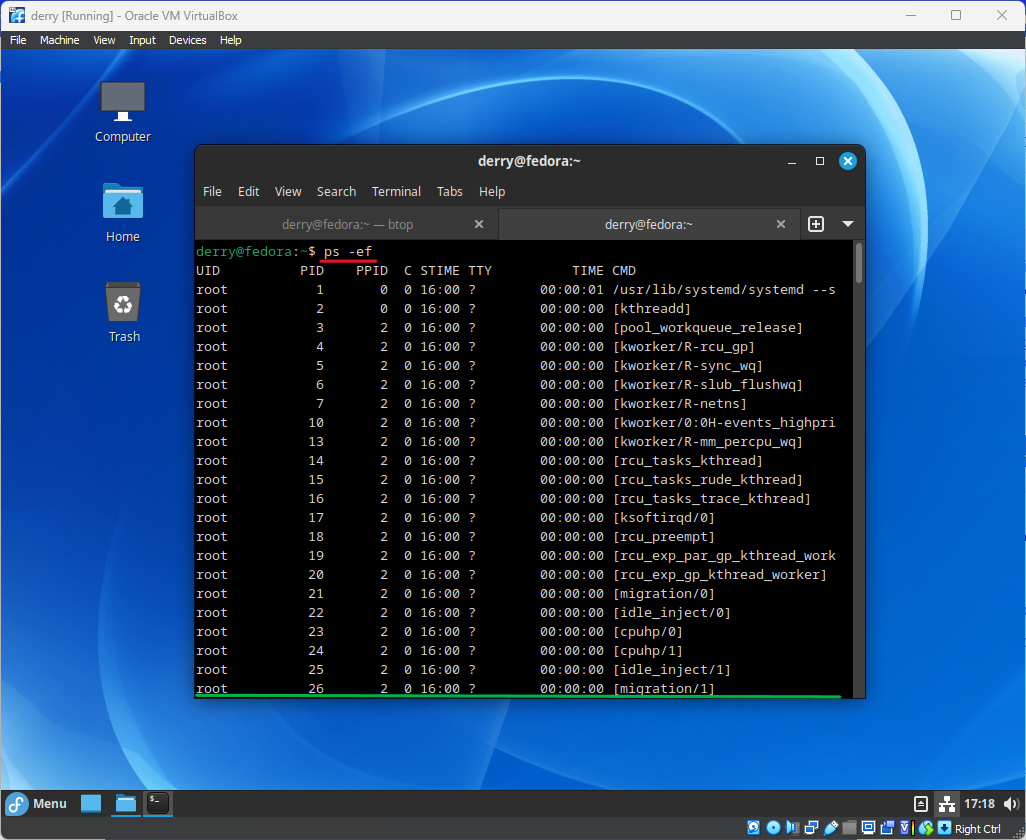 derry [Running] - Oracle VM VirtualBox
File Machine View Input Devices Help
Computer
Home
Trash
derry@fedora:~
File Edit View Search Terminal Tabs Help
derry@fedora:~ — btop
derry@fedora:~
derry@fedora:~$ ps -ef
UID PID PPID C STIME TTY TIME CMD
root 1 0 0 16:00 ? 00:00:01 /usr/lib/systemd/systemd --s
root 2 0 0 16:00 ? 00:00:00 [kthreadd]
root 3 2 0 16:00 ? 00:00:00 [pool_workqueue_release]
root 4 2 0 16:00 ? 00:00:00 [kworker/R-rcu_gp]
root 5 2 0 16:00 ? 00:00:00 [kworker/R-sync_wq]
root 6 2 0 16:00 ? 00:00:00 [kworker/R-slub_flushwq]
root 7 2 0 16:00 ? 00:00:00 [kworker/R-netns]
root 10 2 0 16:00 ? 00:00:00 [kworker/0:0H-events_highpri
root 13 2 0 16:00 ? 00:00:00 [kworker/R-mm_percpu_wq]
root 14 2 0 16:00 ? 00:00:00 [rcu_tasks_kthread]
root 15 2 0 16:00 ? 00:00:00 [rcu_tasks_rude_kthread]
root 16 2 0 16:00 ? 00:00:00 [rcu_tasks_trace_kthread]
root 17 2 0 16:00 ? 00:00:00 [ksoftirqd/0]
root 18 2 0 16:00 ? 00:00:00 [rcu_preempt]
root 19 2 0 16:00 ? 00:00:00 [rcu_exp_par_gp_kthread_work
root 20 2 0 16:00 ? 00:00:00 [rcu_exp_gp_kthread_worker]
root 21 2 0 16:00 ? 00:00:00 [migration/0]
root 22 2 0 16:00 ? 00:00:00 [idle_inject/0]
root 23 2 0 16:00 ? 00:00:00 [cpuhp/0]
root 24 2 0 16:00 ? 00:00:00 [cpuhp/1]
root 25 2 0 16:00 ? 00:00:00 [idle_inject/1]
root 26 2 0 16:00 ? 00:00:00 [migration/1]
Menu
17:18
Right Ctrl